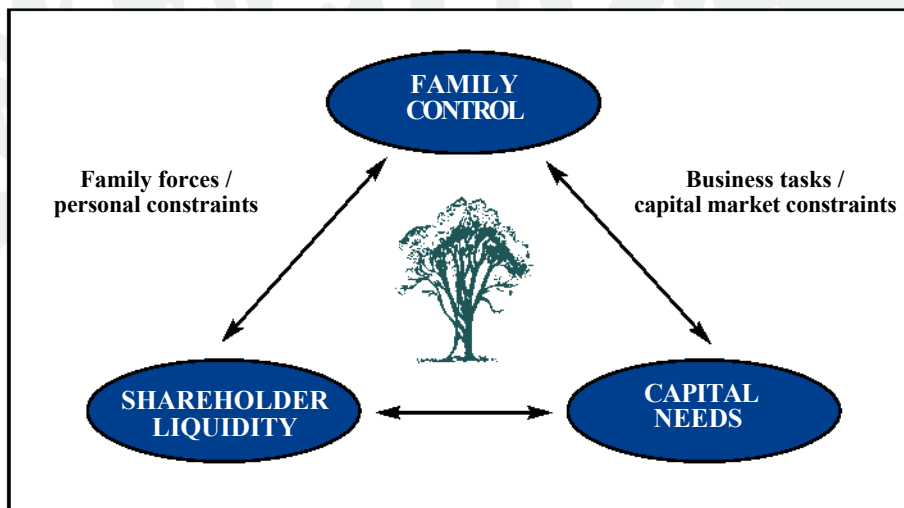 FAMILY
CONTROL
Family forces /
personal constraints
Business tasks /
capital market constraints
SHAREHOLDER
LIQUIDITY
CAPITAL
NEEDS